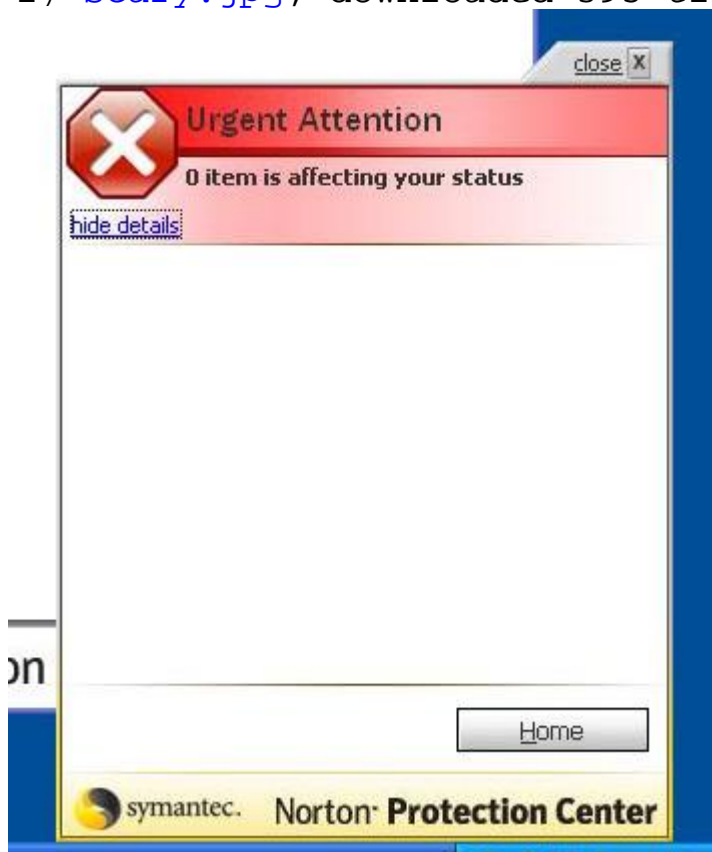 close X
Urgent Attention
0 item is affecting your status
hide details
on
Home
symantec. Norton Protection Center